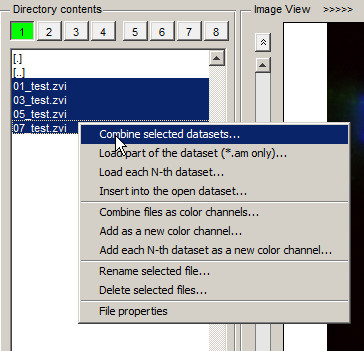 Directory contents
Image View >>>>>
1 2 3 4 5 6 7 8
[.]
[..]
01_test.zvi
03_test.zvi
05_test.zvi
07_test.zvi
Combine selected datasets...
Load part of the dataset (*.am only)...
Load each N-th dataset...
Insert into the open dataset...
Combine files as color channels...
Add as a new color channel...
Add each N-th dataset as a new color channel...
Rename selected file...
Delete selected files...
File properties